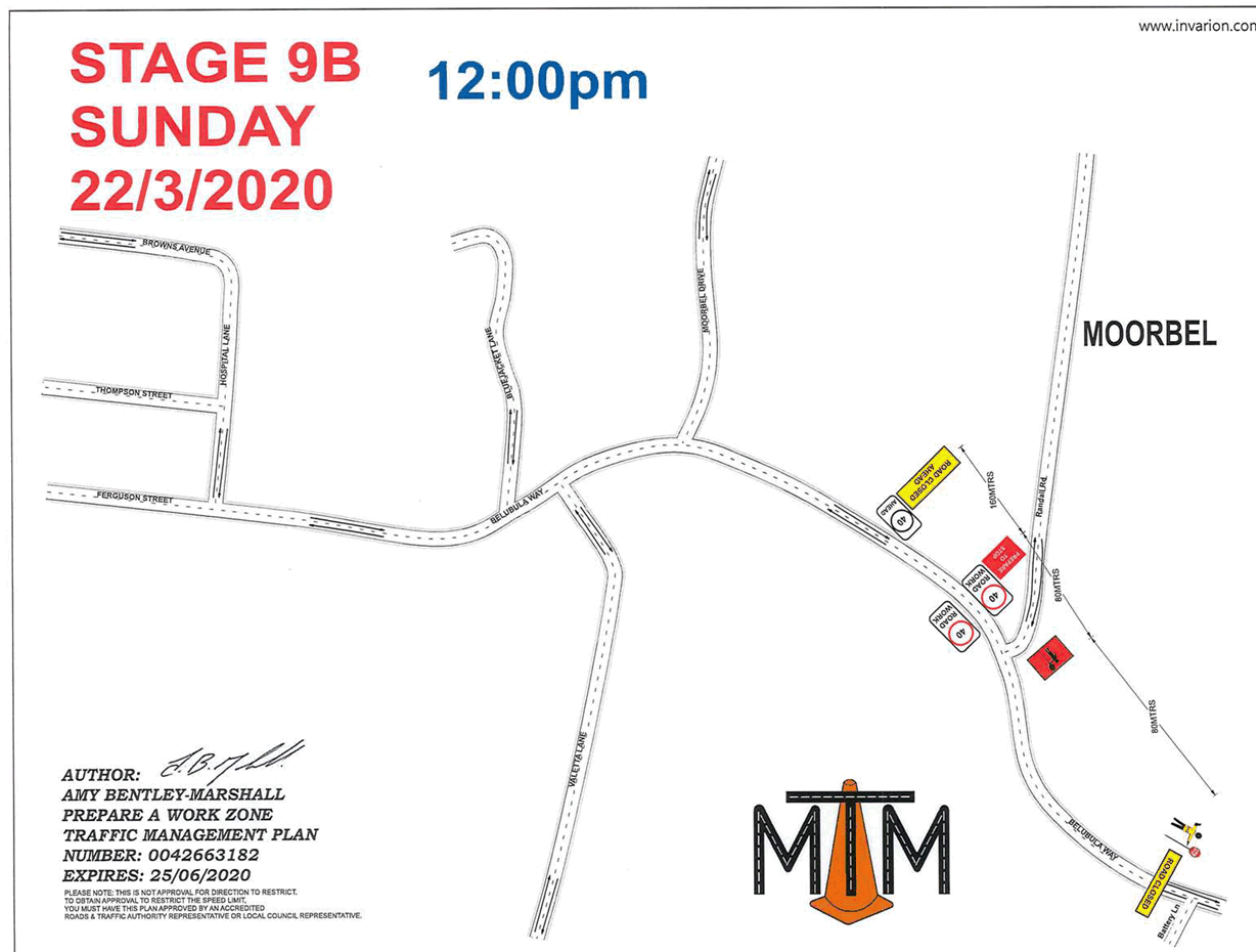 www.invarion.com
STAGE 9B
SUNDAY
22/3/2020
12:00pm
BROWNS AVENUE
HOSPITAL LANE
THOMPSON STREET
FERGUSON STREET
BLUEJACKET LANE
MOORBEL DRIVE
MOORBEL
BELUBULA WAY
VALETTA LANE
Randall Rd.
ROAD CLOSED
AHEAD
40
AHEAD
160MTRS
PREPARE
TO
STOP
ROAD
WORK
40
ROAD
WORK
40
80MTRS
80MTRS
BELUBULA WAY
ROAD CLOSED
Battery Ln
MTM
AUTHOR:
AMY BENTLEY-MARSHALL
PREPARE A WORK ZONE
TRAFFIC MANAGEMENT PLAN
NUMBER: 0042663182
EXPIRES: 25/06/2020
PLEASE NOTE: THIS IS NOT APPROVAL FOR DIRECTION TO RESTRICT.
TO OBTAIN APPROVAL TO RESTRICT THE SPEED LIMIT,
YOU MUST HAVE THIS PLAN APPROVED BY AN ACCREDITED
ROADS & TRAFFIC AUTHORITY REPRESENTATIVE OR LOCAL COUNCIL REPRESENTATIVE.